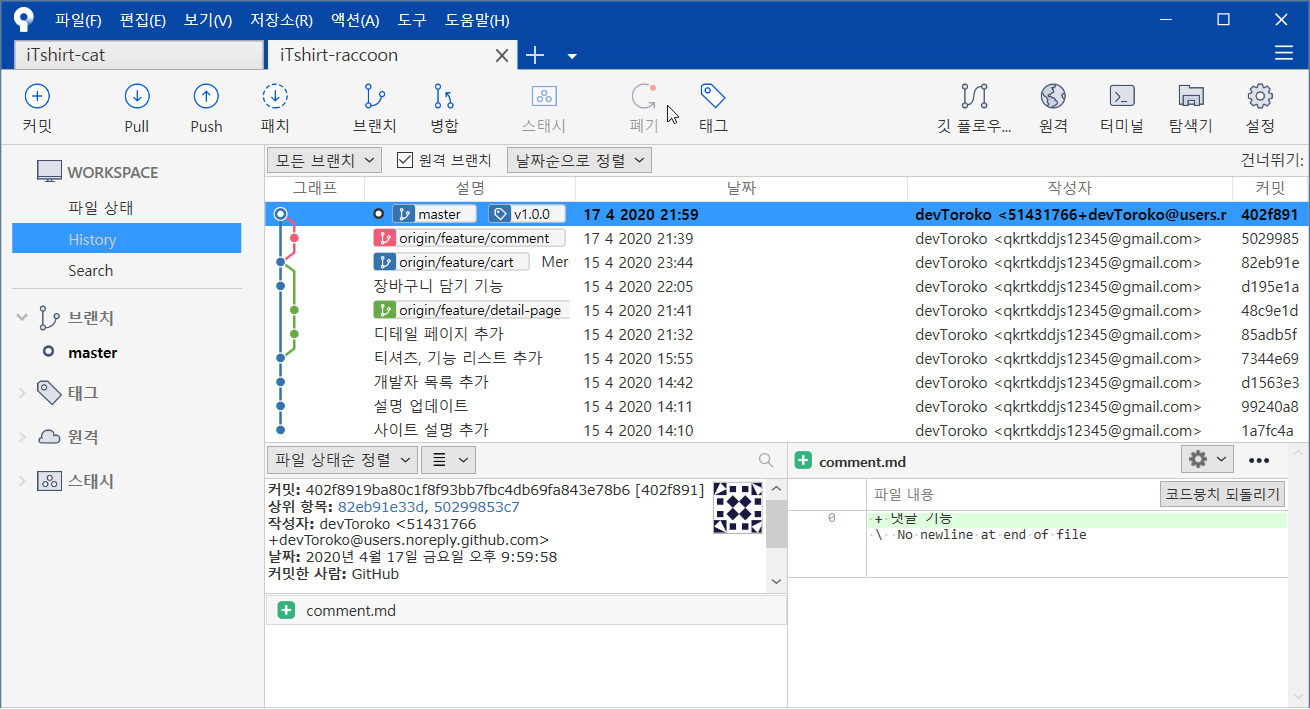 파일(F) 편집(E) 보기(V) 저장소(R) 액션(A) 도구 도움말(H)
iTshirt-cat iTshirt-raccoon
커밋 Pull Push 패치 브랜치 병합 스태시 폐기 태그 깃 플로우... 원격 터미널 탐색기 설정
WORKSPACE
파일 상태
History
Search
브랜치
master
태그
원격
스태시
모든 브랜치 원격 브랜치 날짜순으로 정렬 건너뛰기:
그래프 설명 날짜 작성자 커밋
master v1.0.0 17 4 2020 21:59 devToroko <51431766+devToroko@users.r 402f891
origin/feature/comment 17 4 2020 21:39 devToroko <qkrtkddjs12345@gmail.com> 5029985
origin/feature/cart Mer 15 4 2020 23:44 devToroko <qkrtkddjs12345@gmail.com> 82eb91e
장바구니 담기 기능 15 4 2020 22:05 devToroko <qkrtkddjs12345@gmail.com> d195e1a
origin/feature/detail-page 15 4 2020 21:41 devToroko <qkrtkddjs12345@gmail.com> 48c9e1d
디테일 페이지 추가 15 4 2020 21:32 devToroko <qkrtkddjs12345@gmail.com> 85adb5f
티셔츠, 기능 리스트 추가 15 4 2020 15:55 devToroko <qkrtkddjs12345@gmail.com> 7344e69
개발자 목록 추가 15 4 2020 14:42 devToroko <qkrtkddjs12345@gmail.com> d1563e3
설명 업데이트 15 4 2020 14:11 devToroko <qkrtkddjs12345@gmail.com> 99240a8
사이트 설명 추가 15 4 2020 14:10 devToroko <qkrtkddjs12345@gmail.com> 1a7fc4a
파일 상태순 정렬
커밋: 402f8919ba80c1f8f93bb7fbc4db69fa843e78b6 [402f891]
상위 항목: 82eb91e33d, 50299853c7
작성자: devToroko <51431766
+devToroko@users.noreply.github.com>
날짜: 2020년 4월 17일 금요일 오후 9:59:58
커밋한 사람: GitHub
comment.md
comment.md
파일 내용 코드뭉치 되돌리기
0 + 댓글 기능
\ No newline at end of file